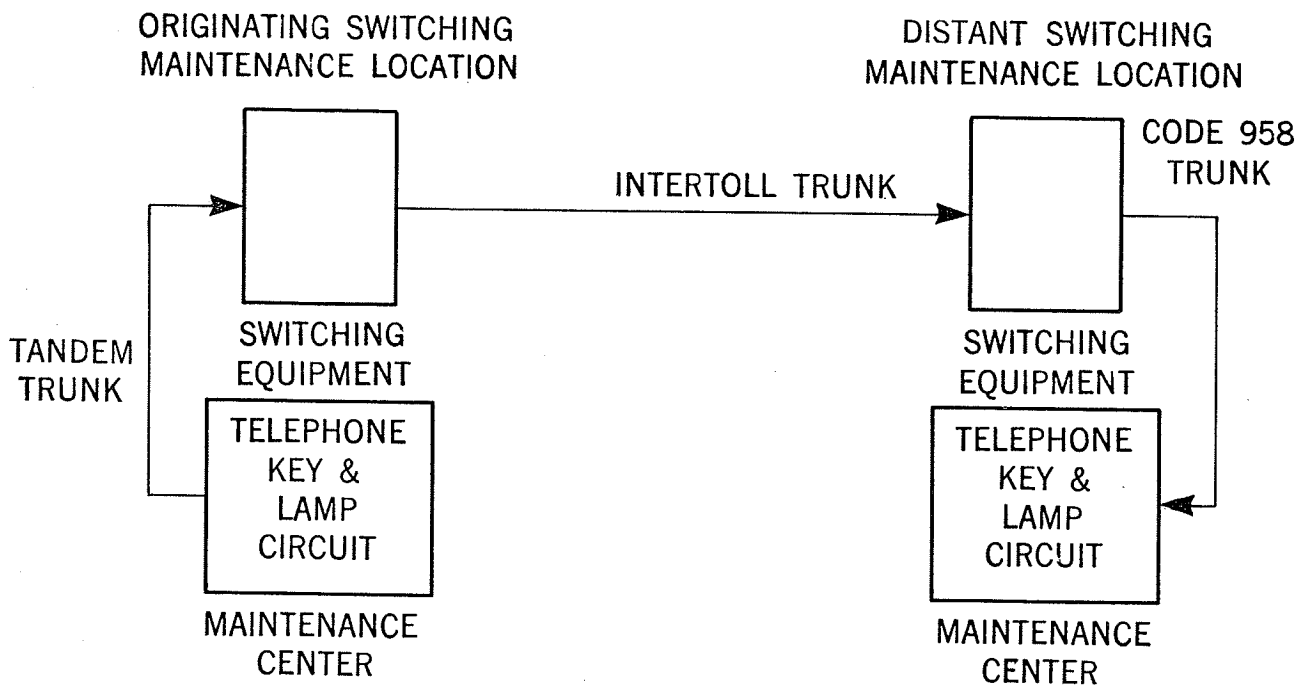 ORIGINATING SWITCHING
MAINTENANCE LOCATION
DISTANT SWITCHING
MAINTENANCE LOCATION
CODE 958
TRUNK
INTERTOLL TRUNK
TANDEM
TRUNK
SWITCHING
EQUIPMENT
SWITCHING
EQUIPMENT
TELEPHONE
KEY &
LAMP
CIRCUIT
TELEPHONE
KEY &
LAMP
CIRCUIT
MAINTENANCE
CENTER
MAINTENANCE
CENTER